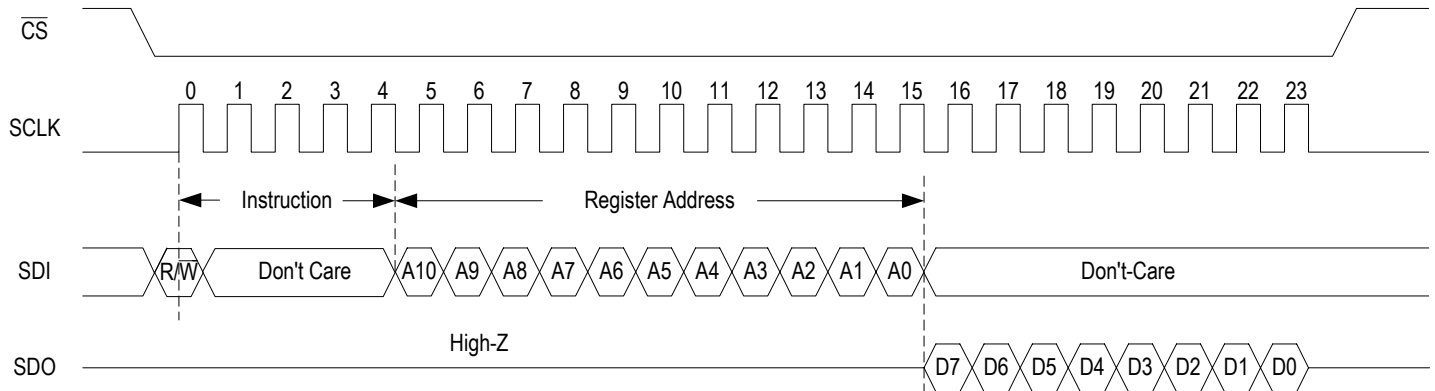 CS
0 1 2 3 4 5 6 7 8 9 10 11 12 13 14 15 16 17 18 19 20 21 22 23
SCLK
Instruction Register Address
SDI R/W Don't Care A10 A9 A8 A7 A6 A5 A4 A3 A2 A1 A0 Don't-Care
High-Z
SDO D7 D6 D5 D4 D3 D2 D1 D0